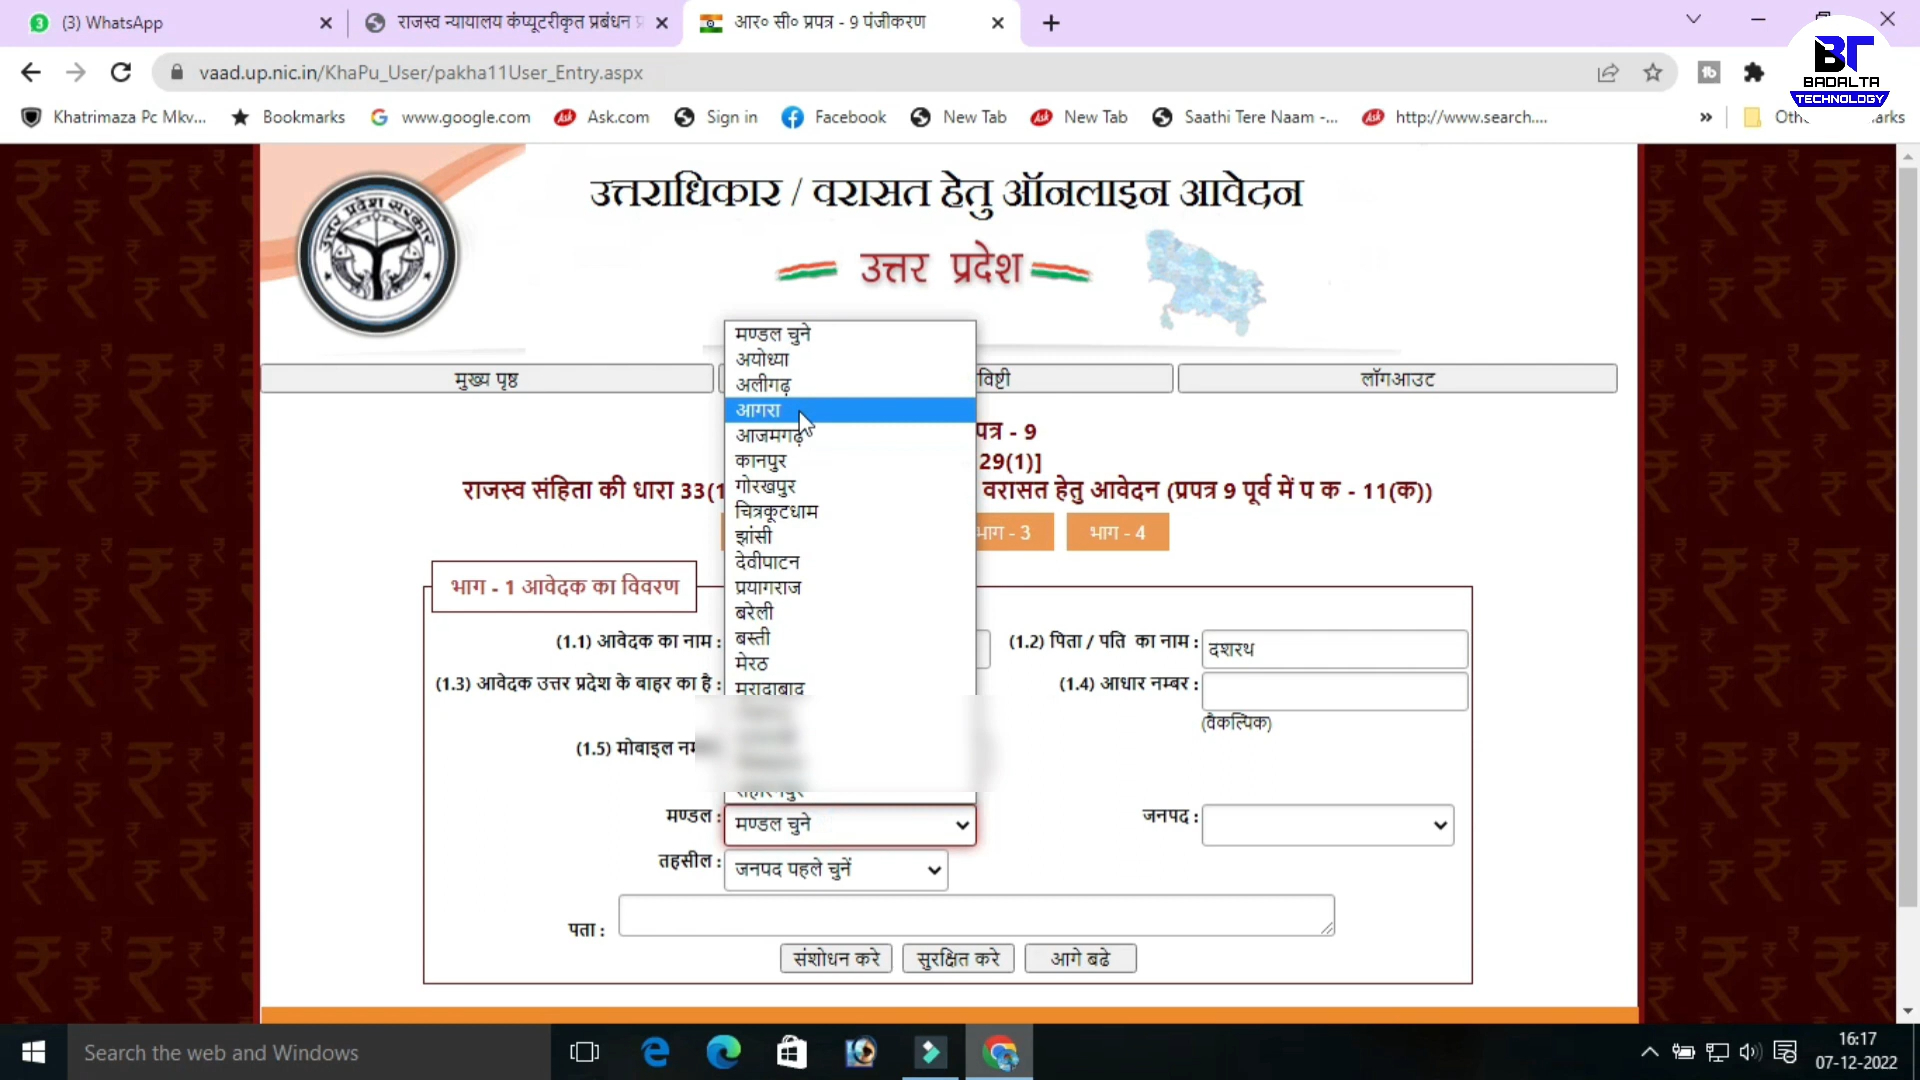 (3) WhatsApp
राजस्व न्यायालय कंप्यूटरीकृत प्रबंधन प्र
आर० सी० प्रपत्र - 9 पंजीकरण
vaad.up.nic.in/KhaPu_User/pakha11User_Entry.aspx
BT
BADALTA
TECHNOLOGY
Khatrimaza Pc Mkv...
Bookmarks
www.google.com
Ask.com
Sign in
Facebook
New Tab
New Tab
Saathi Tere Naam -...
http://www.search....
»
उत्तर प्रदेश सरकार
उत्तराधिकार / वरासत हेतु ऑनलाइन आवेदन
उत्तर प्रदेश
मुख्य पृष्ठ
विष्टी
लॉगआउट
पत्र - 9
29(1)]
राजस्व संहिता की धारा 33(1
वरासत हेतु आवेदन (प्रपत्र 9 पूर्व में प क - 11(क))
भाग - 3
भाग - 4
मण्डल चुने
अयोध्या
अलीगढ़
आगरा
आजमगढ़
कानपुर
गोरखपुर
चित्रकूटधाम
झांसी
देवीपाटन
प्रयागराज
बरेली
बस्ती
मेरठ
मुरादाबाद
भाग - 1 आवेदक का विवरण
(1.1) आवेदक का नाम :
(1.2) पिता / पति का नाम : दशरथ
(1.3) आवेदक उत्तर प्रदेश के बाहर का है :
(1.4) आधार नम्बर :
(वैकल्पिक)
(1.5) मोबाइल
मण्डल : मण्डल चुने
जनपद :
तहसील : जनपद पहले चुनें
पता :
संशोधन करे
सुरक्षित करे
आगे बढे
Search the web and Windows
16:17
07-12-2022